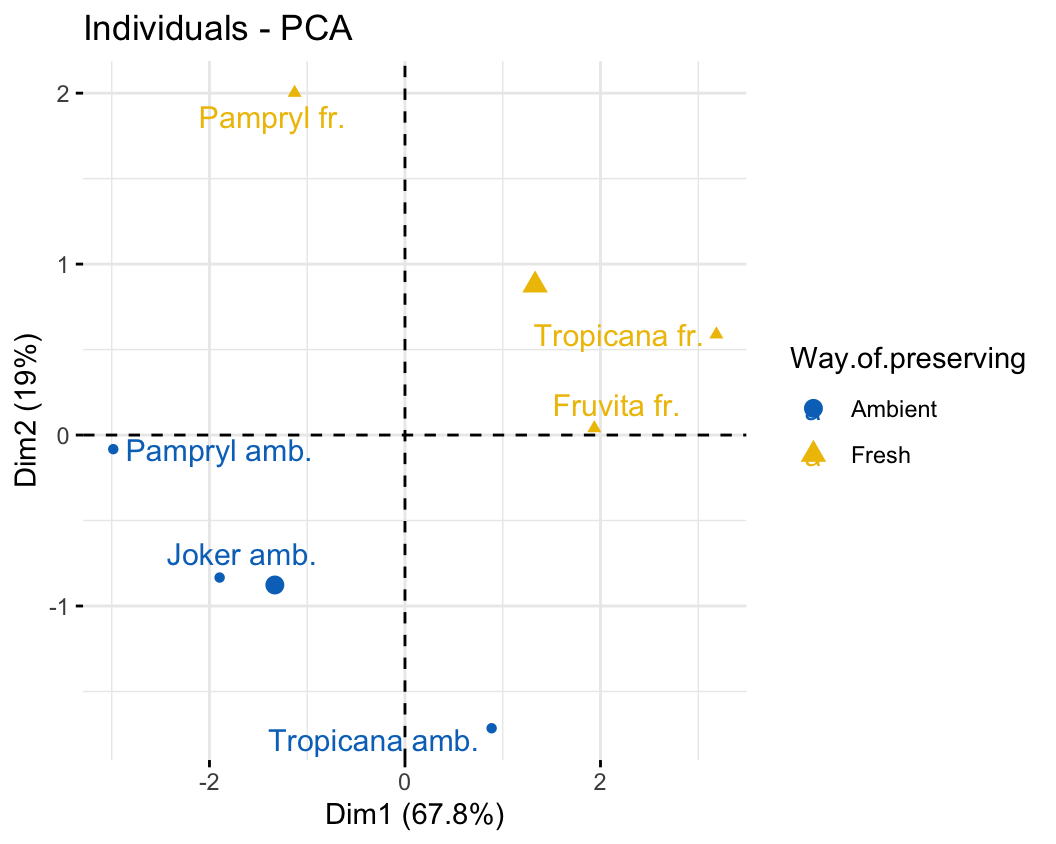 Individuals - PCA
2
Pampryl fr.
1
Tropicana fr.
Fruvita fr.
0
Pampryl amb.
Joker amb.
-1
Tropicana amb.
-2
0
2
Dim1 (67.8%)
Dim2 (19%)
Way.of.preserving
a Ambient
a Fresh